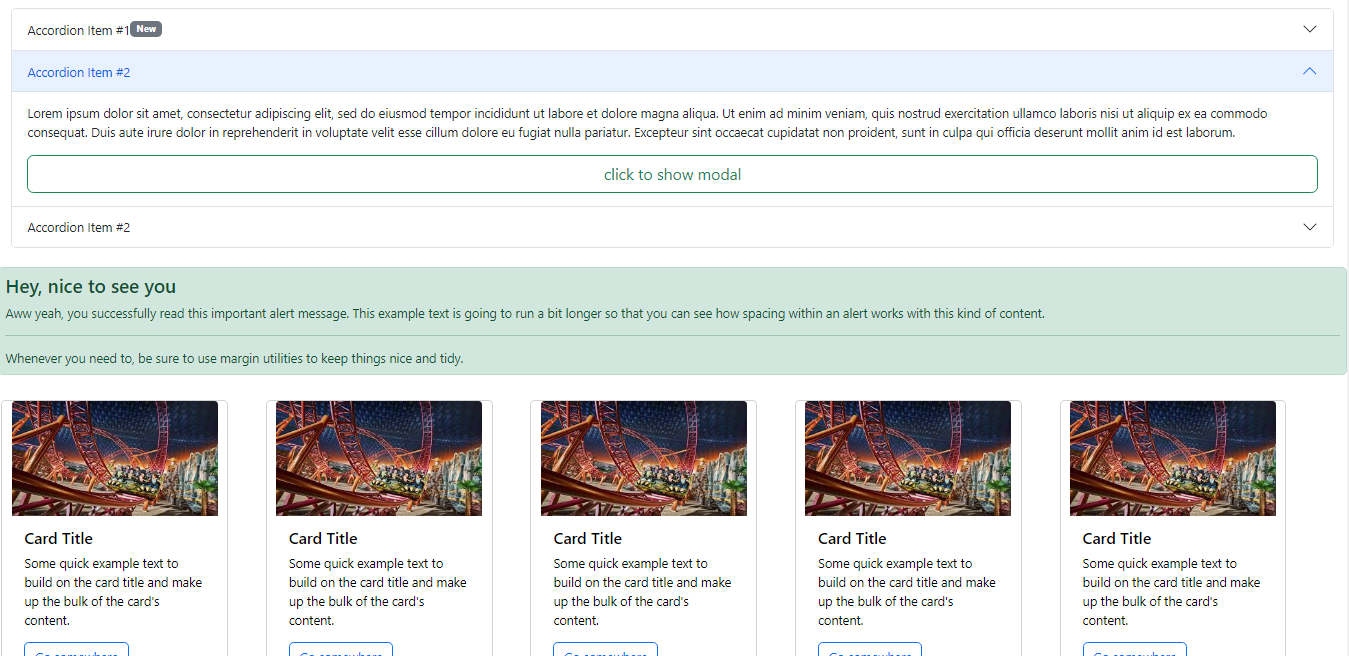 Accordion Item #1 New
Accordion Item #2
Lorem ipsum dolor sit amet, consectetur adipiscing elit, sed do eiusmod tempor incididunt ut labore et dolore magna aliqua. Ut enim ad minim veniam, quis nostrud exercitation ullamco laboris nisi ut aliquip ex ea commodo
consequat. Duis aute irure dolor in reprehenderit in voluptate velit esse cillum dolore eu fugiat nulla pariatur. Excepteur sint occaecat cupidatat non proident, sunt in culpa qui officia deserunt mollit anim id est laborum.
click to show modal
Accordion Item #2
Hey, nice to see you
Aww yeah, you successfully read this important alert message. This example text is going to run a bit longer so that you can see how spacing within an alert works with this kind of content.
Whenever you need to, be sure to use margin utilities to keep things nice and tidy.
Card Title
Some quick example text to
build on the card title and make
up the bulk of the card's
content.
Go somewhere
Card Title
Some quick example text to
build on the card title and make
up the bulk of the card's
content.
Go somewhere
Card Title
Some quick example text to
build on the card title and make
up the bulk of the card's
content.
Go somewhere
Card Title
Some quick example text to
build on the card title and make
up the bulk of the card's
content.
Go somewhere
Card Title
Some quick example text to
build on the card title and make
up the bulk of the card's
content.
Go somewhere